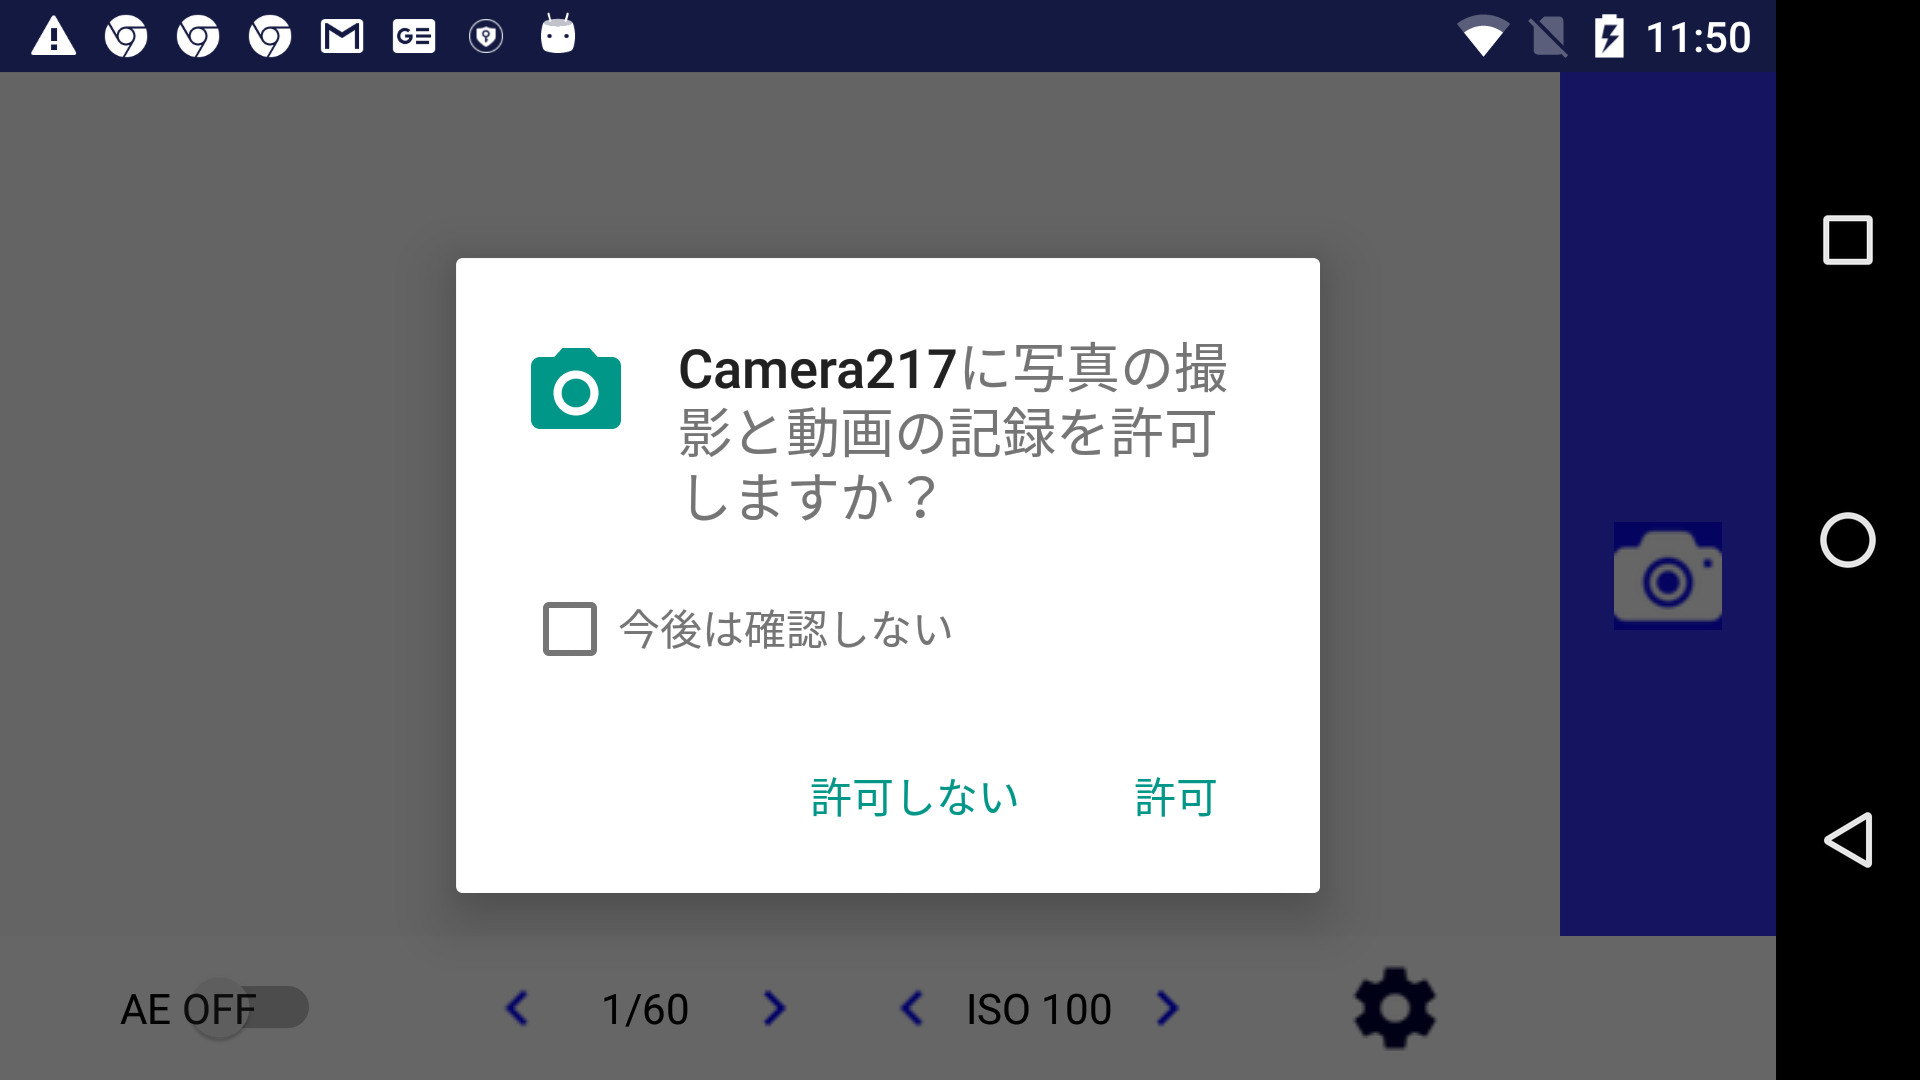 GE
11:50
Camera217に写真の撮
影と動画の記録を許可
しますか？
今後は確認しない
許可しない 許可
AE OFF 1/60 ISO 100